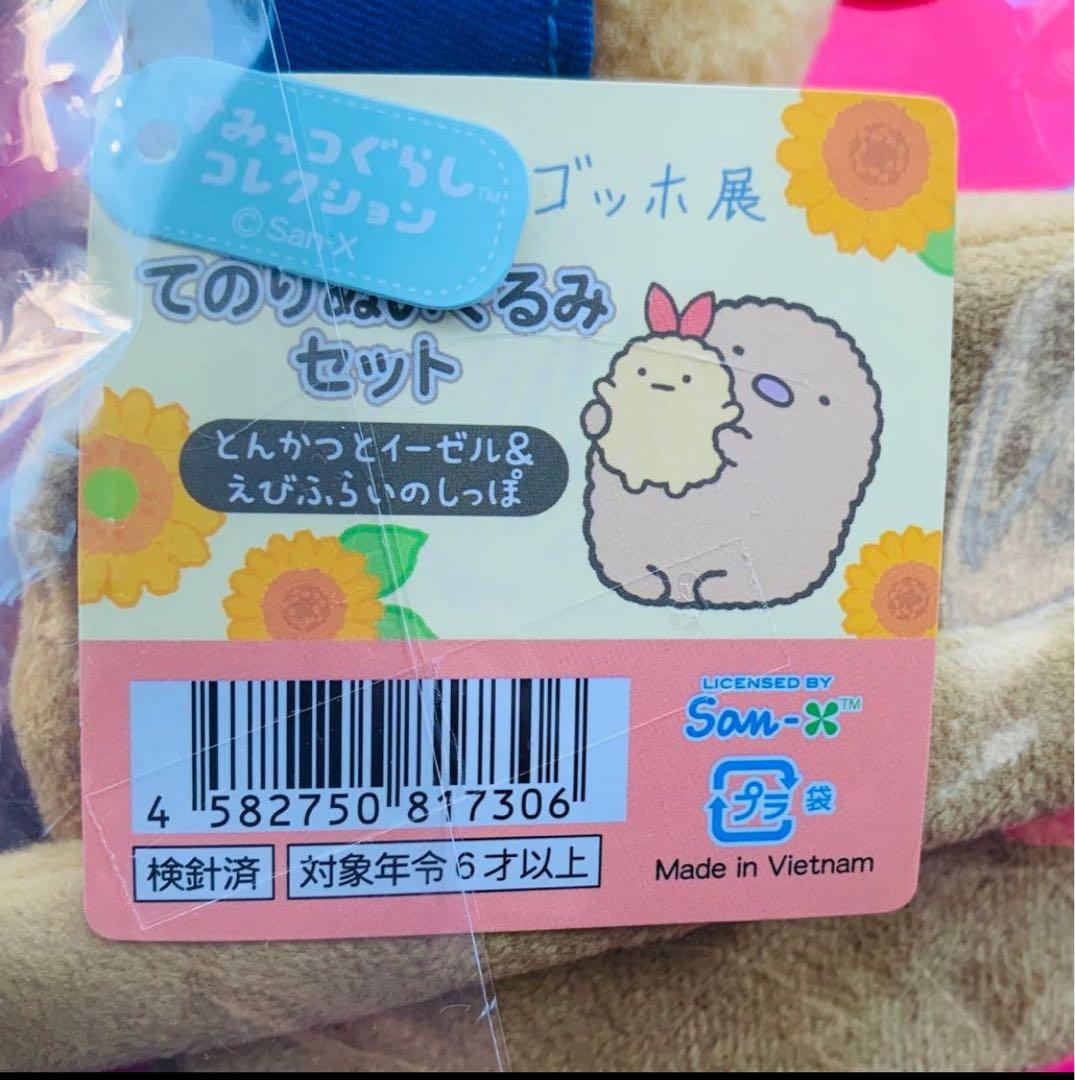 すみっコぐらし™
コレクション
©San-X
ゴッホ展
てのりぬいぐるみ
セット
とんかつとイーゼル&
えびふらいのしっぽ
4 582750 817306
LICENSED BY
San-X™
プラ 袋
検針済
対象年令6才以上
Made in Vietnam